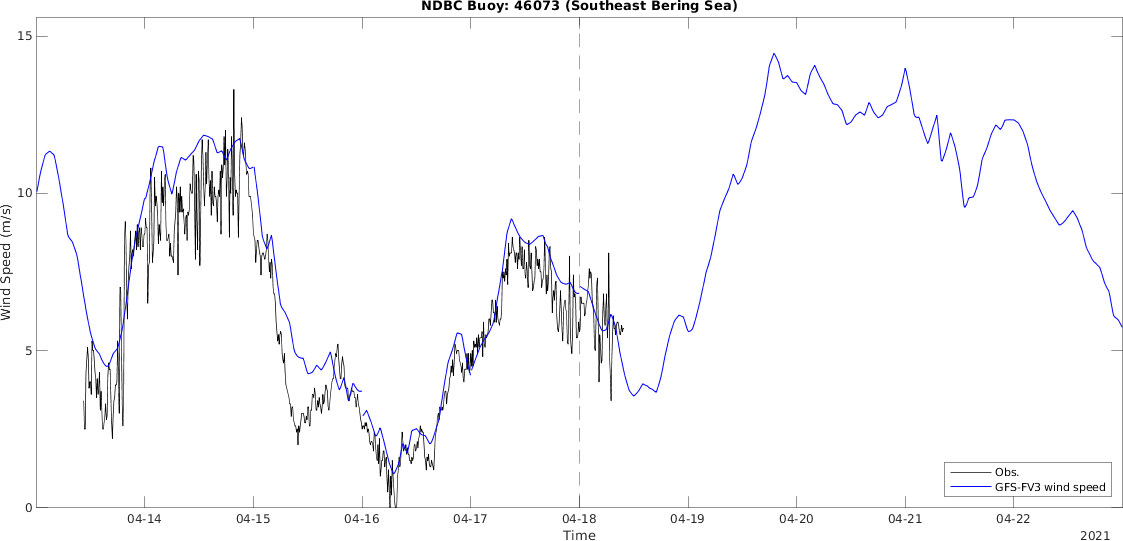 NDBC Buoy: 46073 (Southeast Bering Sea)
15
10
5
0
Wind Speed (m/s)
Obs.
GFS-FV3 wind speed
04-14 04-15 04-16 04-17 04-18 04-19 04-20 04-21 04-22
Time
2021